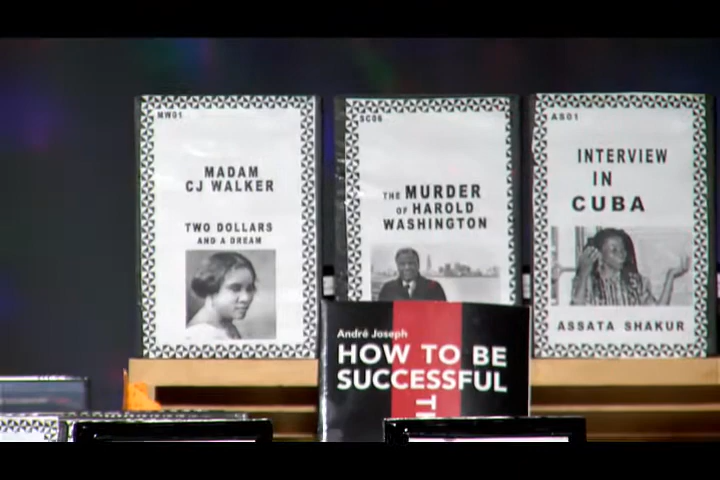 MW01
MADAM
CJ WALKER
TWO DOLLARS
AND A DREAM
SC06
THE MURDER
OF HAROLD
WASHINGTON
AS01
INTERVIEW
IN
CUBA
ASSATA SHAKUR
André Joseph
HOW TO BE
SUCCESSFUL